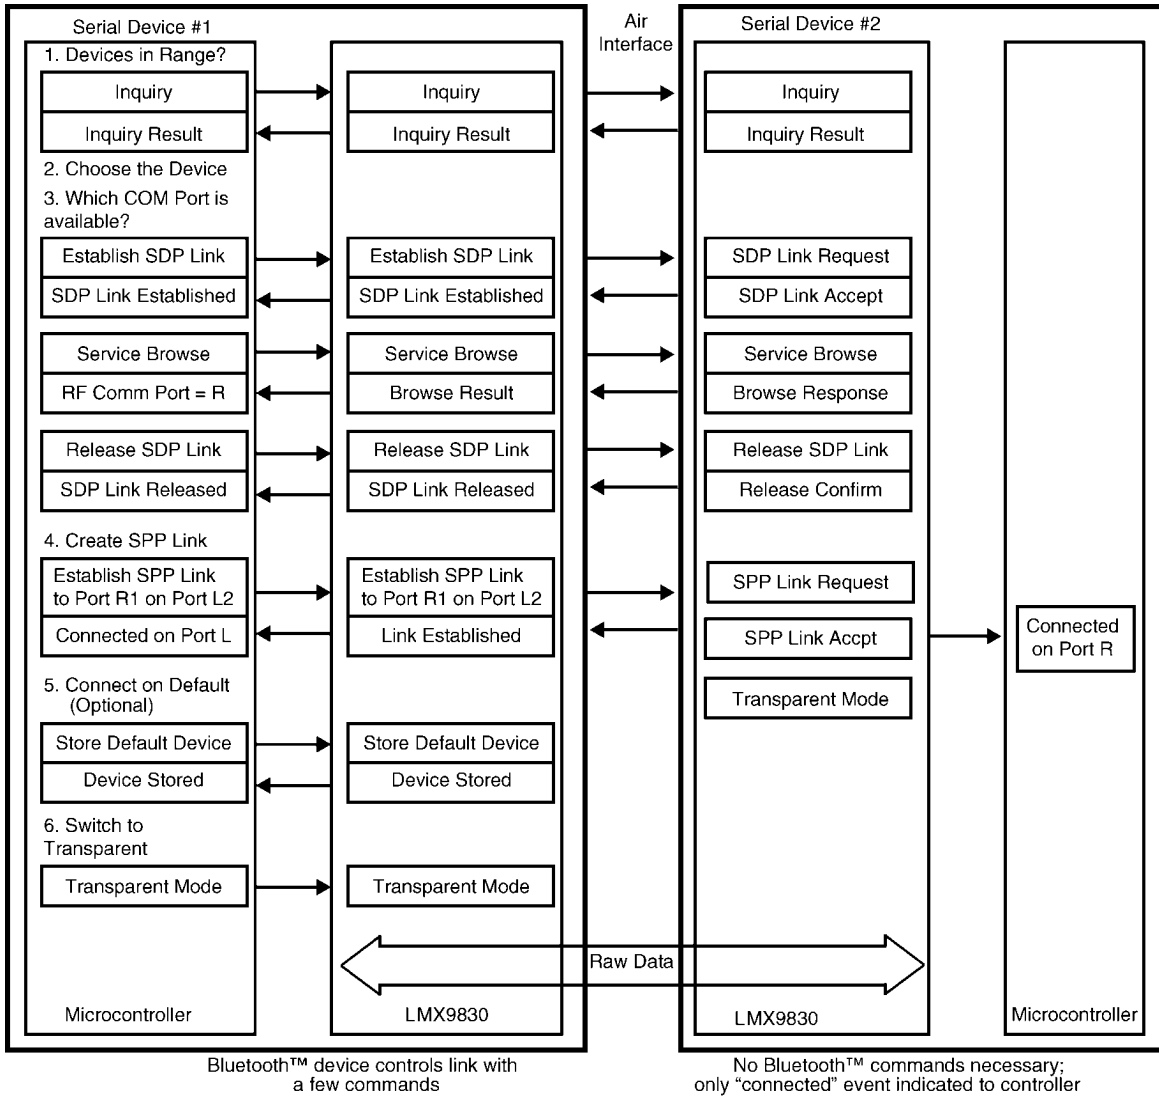 Serial Device #1
Air
Interface
Serial Device #2
1. Devices in Range?
Inquiry
Inquiry
Inquiry
Inquiry Result
Inquiry Result
Inquiry Result
2. Choose the Device
3. Which COM Port is
available?
Establish SDP Link
Establish SDP Link
SDP Link Request
SDP Link Established
SDP Link Established
SDP Link Accept
Service Browse
Service Browse
Service Browse
RF Comm Port = R
Browse Result
Browse Response
Release SDP Link
Release SDP Link
Release SDP Link
SDP Link Released
SDP Link Released
Release Confirm
4. Create SPP Link
Establish SPP Link
to Port R1 on Port L2
Establish SPP Link
to Port R1 on Port L2
SPP Link Request
Connected on Port L
Link Established
SPP Link Accpt
Connected
on Port R
5. Connect on Default
(Optional)
Transparent Mode
Store Default Device
Store Default Device
Device Stored
Device Stored
6. Switch to
Transparent
Transparent Mode
Transparent Mode
Raw Data
Microcontroller
LMX9830
LMX9830
Microcontroller
Bluetooth™ device controls link with
a few commands
No Bluetooth™ commands necessary;
only “connected” event indicated to controller